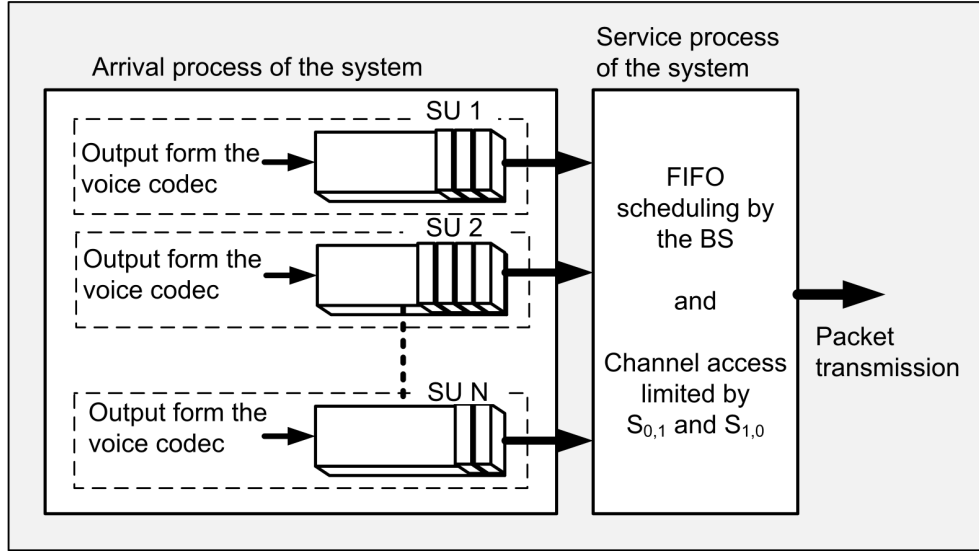 Arrival process of the system
Service process
of the system
SU 1
Output form the
voice codec
SU 2
Output form the
voice codec
SU N
Output form the
voice codec
FIFO
scheduling by
the BS
and
Channel access
limited by
S0,1 and S1,0
Packet
transmission